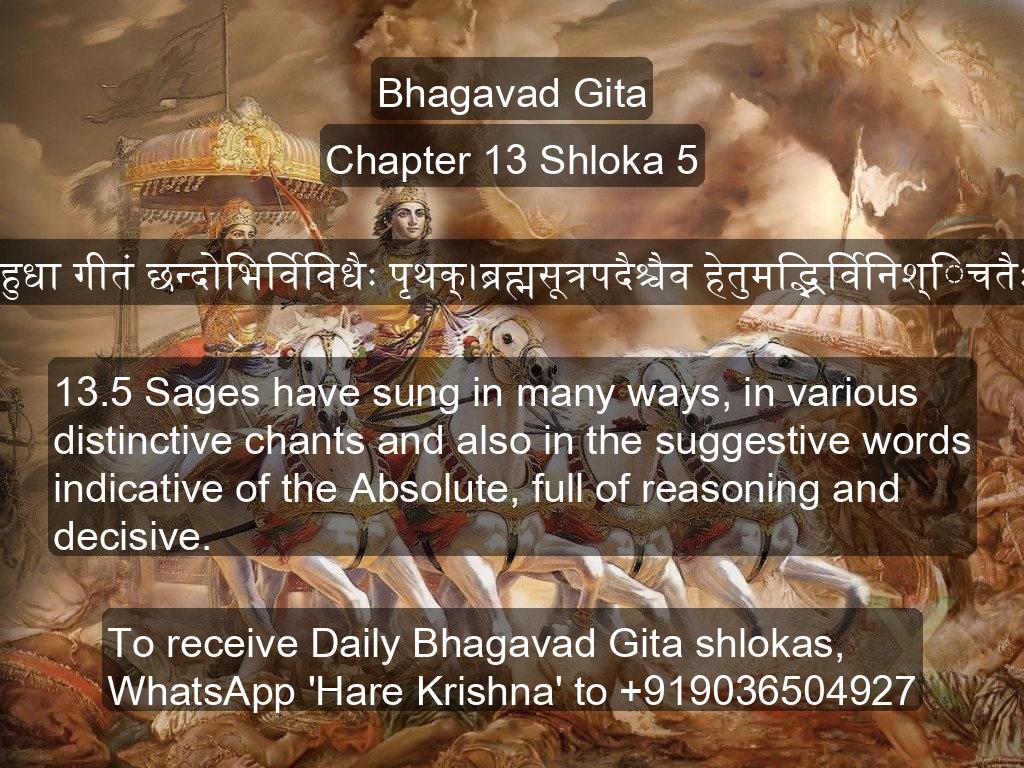 Bhagavad Gita
Chapter 13 Shloka 5
हुधा गीतं छन्दोभिर्विविधैः पृथक्।ब्रह्मसूत्रपदैश्चैव हेतुमद्भिर्विनिश्िचतैः
13.5 Sages have sung in many ways, in various
distinctive chants and also in the suggestive words
indicative of the Absolute, full of reasoning and
decisive.
To receive Daily Bhagavad Gita shlokas,
WhatsApp 'Hare Krishna' to +919036504927